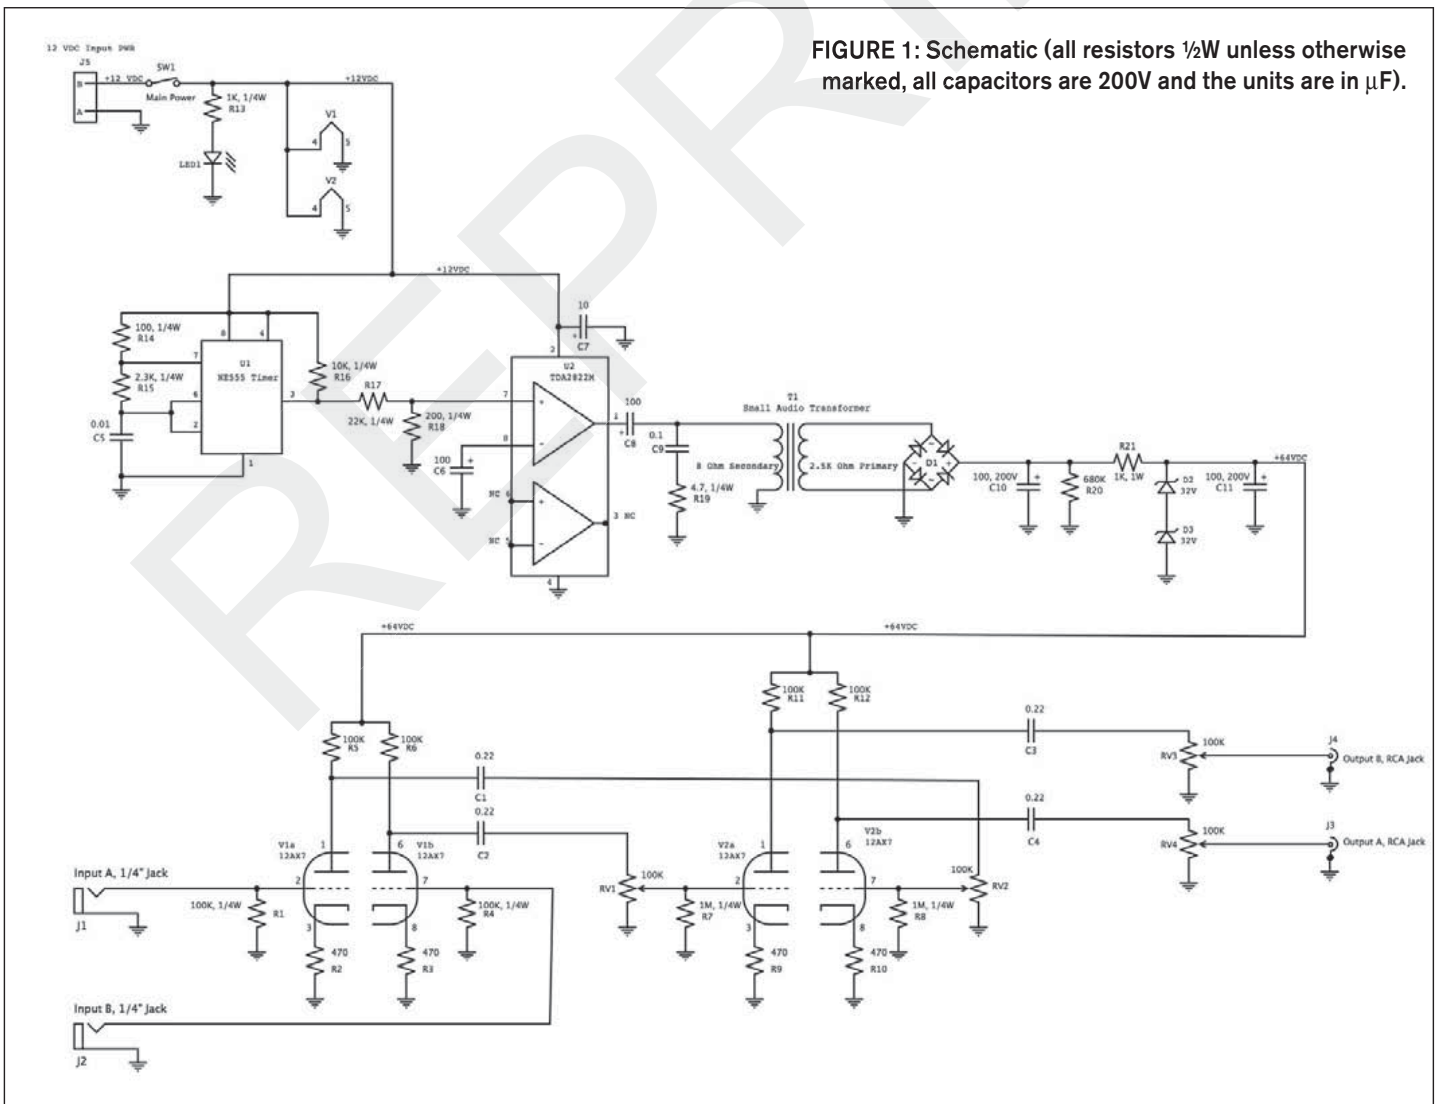 FIGURE 1: Schematic (all resistors ½W unless otherwise
marked, all capacitors are 200V and the units are in µF).
REPRI
12 VDC Input PWR
J5
B
A
+12 VDC
SW1
Main Power
+12VDC
1K, 1/4W
R13
LED1
V1
4
5
V2
4
5
+12VDC
100, 1/4W
R14
2.3K, 1/4W
R15
0.01
C5
8
4
7
U1
NE555 Timer
6
3
2
1
10K, 1/4W
R16
R17
22K, 1/4W
200, 1/4W
R18
10
+
C7
2
U2
TDA2822M
7
+
8
-
1
100
+
C6
NC 6
+
NC 5
-
3 NC
4
100
+
C8
0.1
C9
4.7, 1/4W
R19
T1
Small Audio Transformer
8 Ohm Secondary
2.5K Ohm Primary
~
- D1 +
~
100, 200V
+
C10
680K
R20
R21
1K, 1W
D2
32V
D3
32V
100, 200V
+
C11
+64VDC
+64VDC
+64VDC
100K
R5
100K
R6
100K
R11
100K
R12
0.22
C1
0.22
C2
0.22
C3
0.22
C4
RV3
100K
J4
Output B, RCA Jack
RV4
100K
J3
Output A, RCA Jack
V1a
12AX7
1
2
3
V1b
12AX7
6
7
8
V2a
12AX7
1
2
3
V2b
12AX7
6
7
8
Input A, 1/4" Jack
J1
100K, 1/4W
R1
470
R2
470
R3
100K, 1/4W
R4
RV1
100K
1M, 1/4W
R7
470
R9
470
R10
1M, 1/4W
R8
100K
RV2
Input B, 1/4" Jack
J2